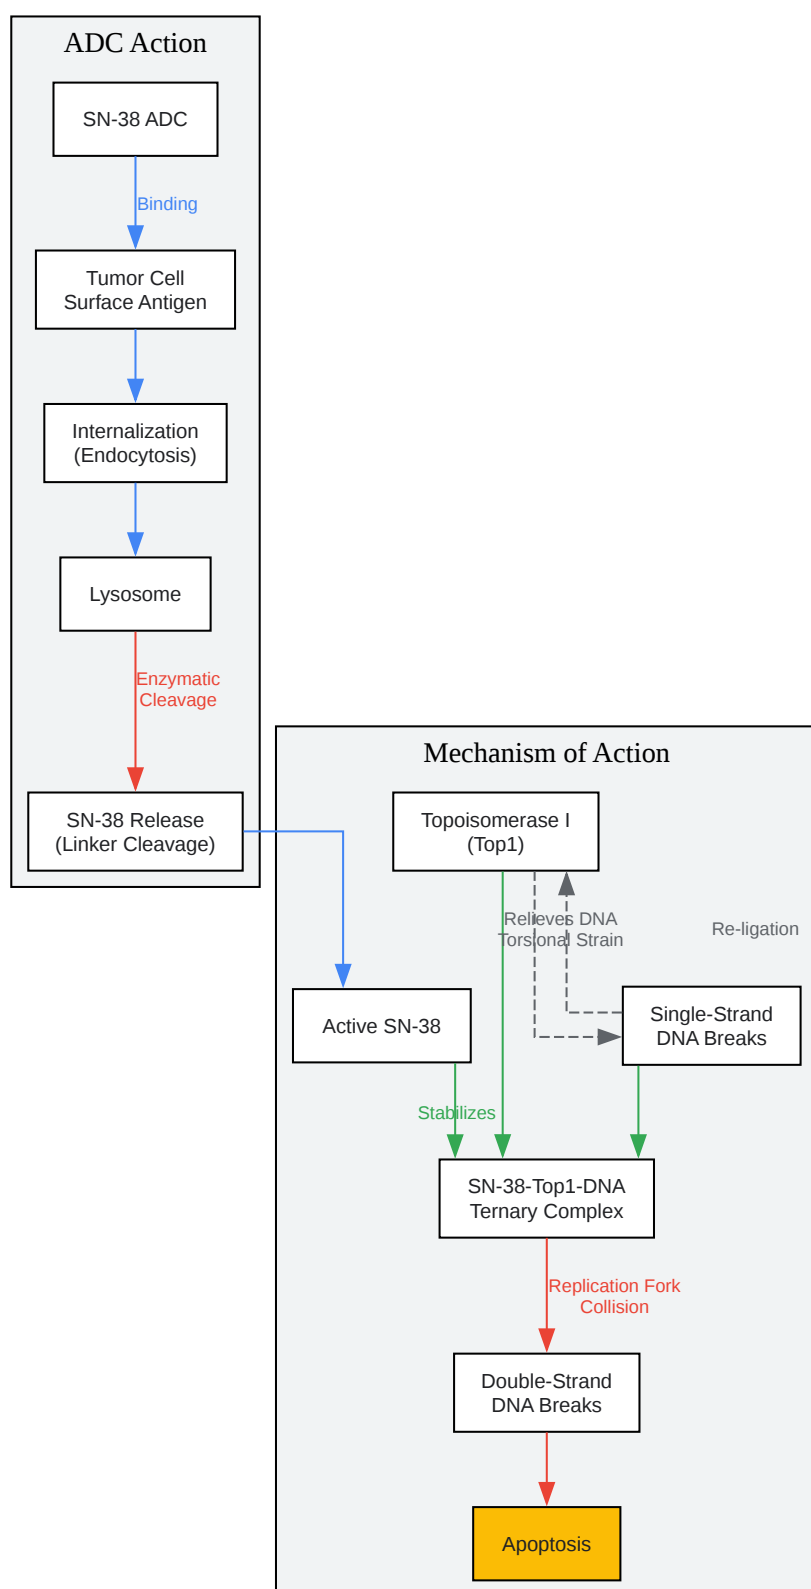 ADC Action
SN-38 ADC
Binding
Tumor Cell
Surface Antigen
Internalization
(Endocytosis)
Lysosome
Enzymatic
Cleavage
SN-38 Release
(Linker Cleavage)
Mechanism of Action
Topoisomerase I
(Top1)
Relieves DNA
Torsional Strain
Re-ligation
Active SN-38
Single-Strand
DNA Breaks
Stabilizes
SN-38-Top1-DNA
Ternary Complex
Replication Fork
Collision
Double-Strand
DNA Breaks
Apoptosis